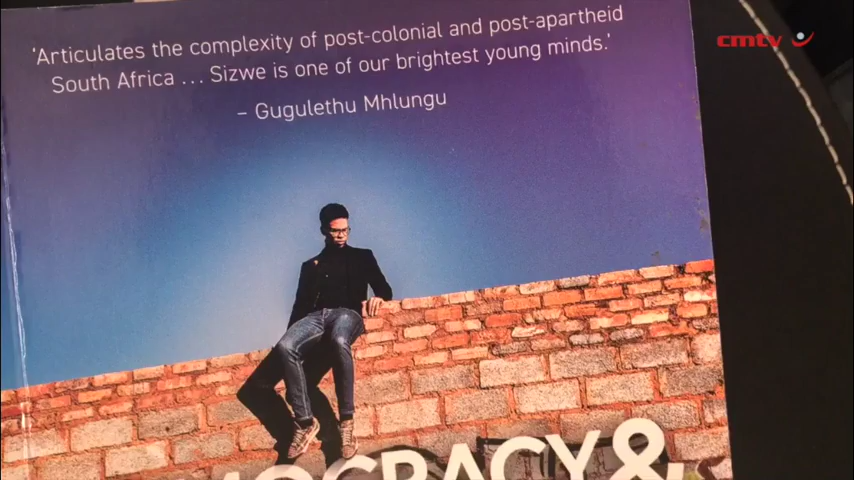 'Articulates the complexity of post-colonial and post-apartheid
South Africa ... Sizwe is one of our brightest young minds.'
– Gugulethu Mhlungu
cmtv
MOCRACY &